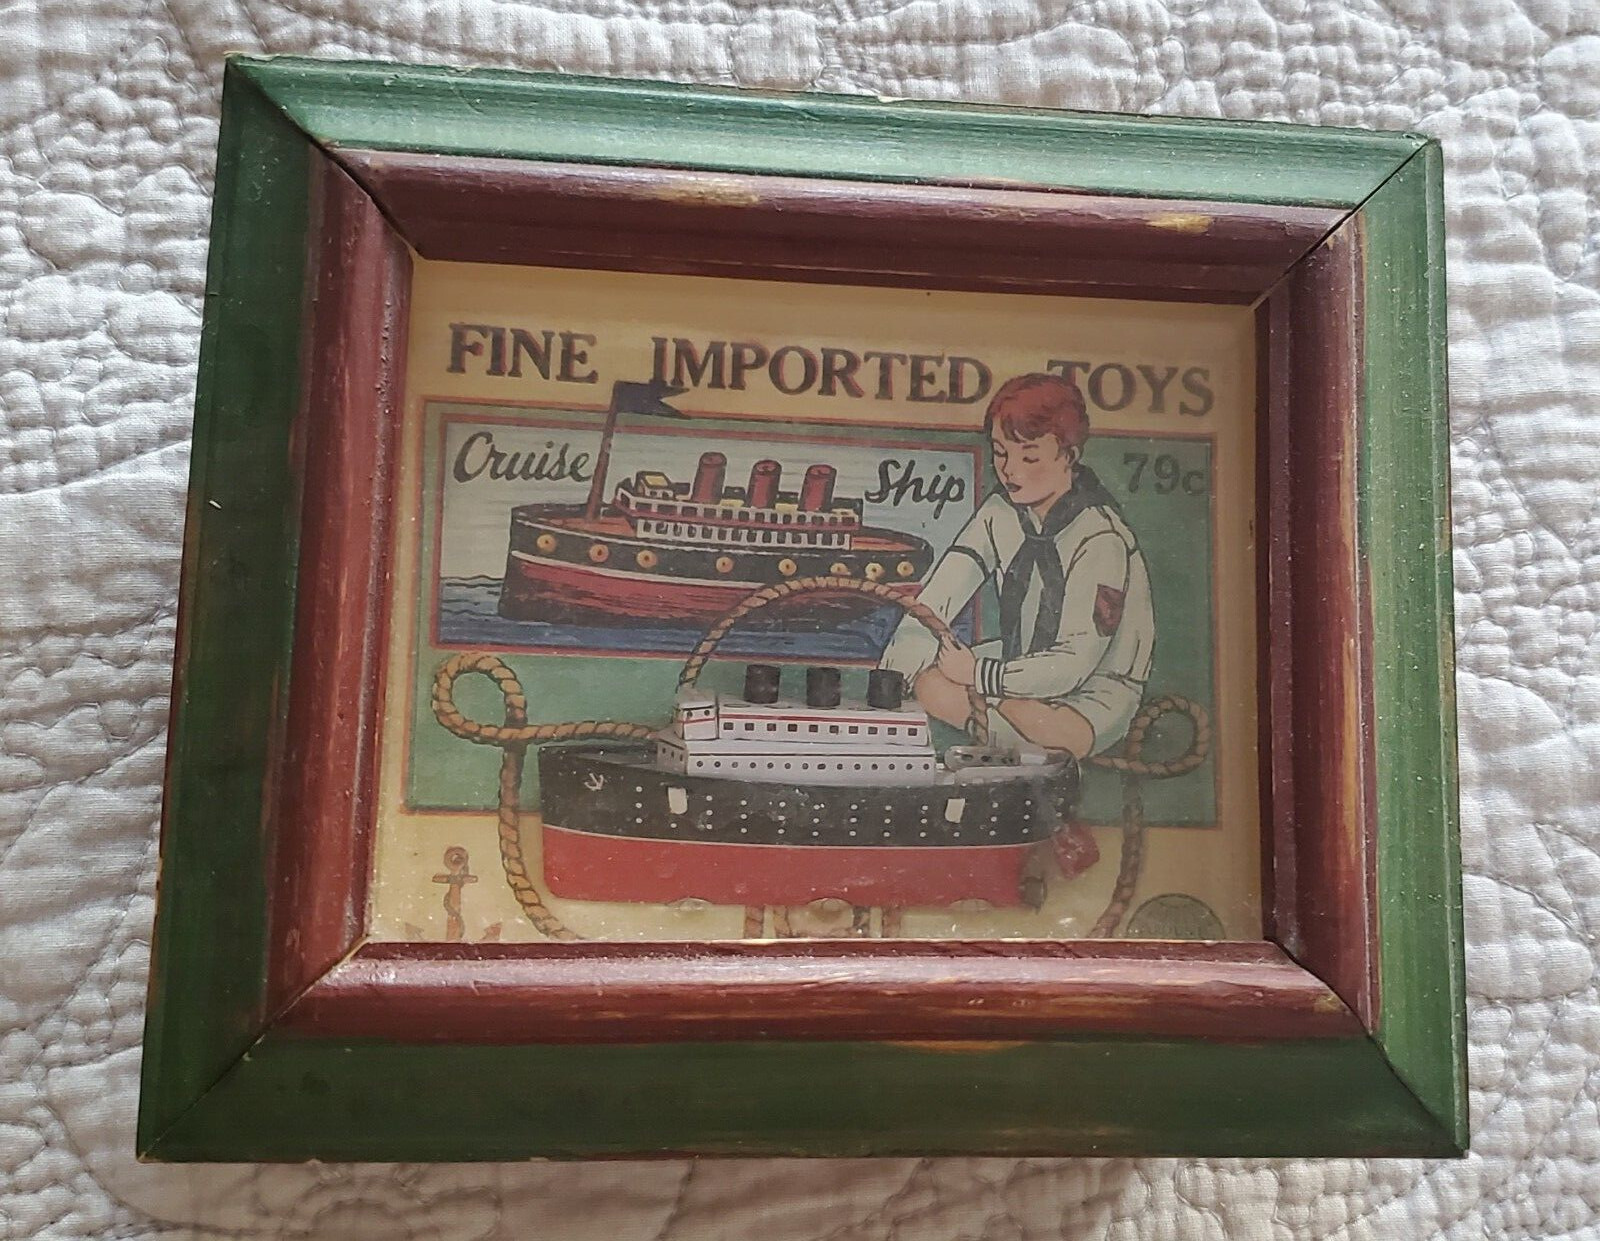 FINE IMPORTED TOYS
Cruise Ship
79c